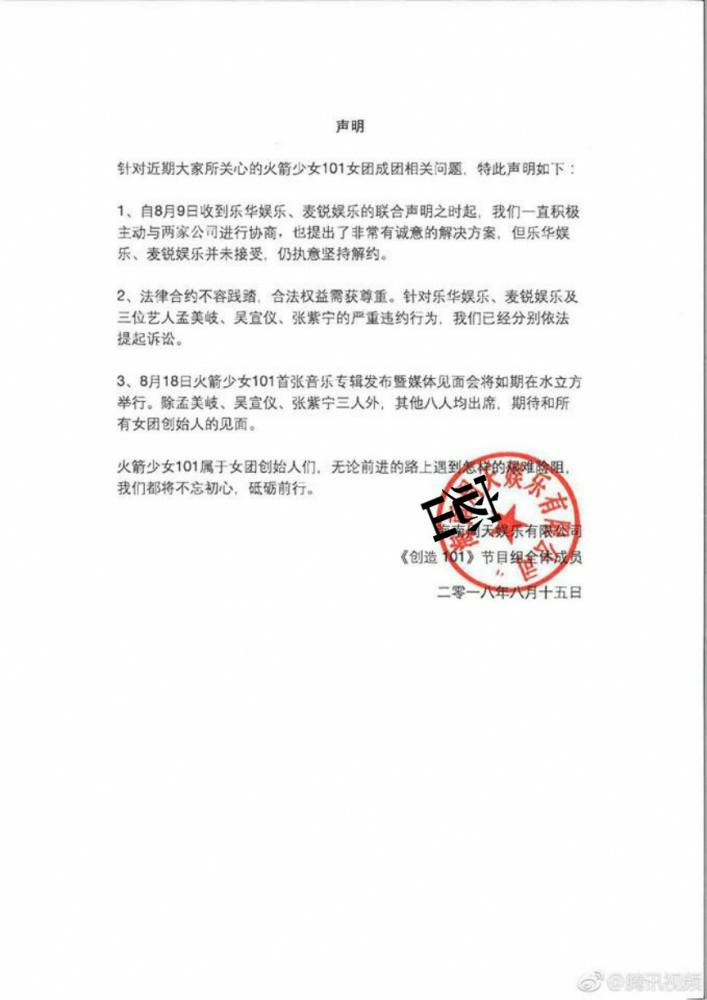 声明
针对近期大家所关心的火箭少女101女团成团相关问题，特此声明如下：
1、自8月9日收到乐华娱乐、麦锐娱乐的联合声明之时起，我们一直积极
主动与两家公司进行协商，也提出了非常有诚意的解决方案，但乐华娱
乐、麦锐娱乐并未接受，仍执意坚持解约。
2、法律合约不容践踏，合法权益需获尊重。针对乐华娱乐、麦锐娱乐及
三位艺人孟美岐、吴宣仪、张紫宁的严重违约行为，我们已经分别依法
提起诉讼。
3、8月18日火箭少女101首张音乐专辑发布暨媒体见面会将如期在水立方
举行。除孟美岐、吴宣仪、张紫宁三人外，其他八人均出席，期待和所
有女团创始人的见面。
火箭少女101属于女团创始人们，无论前进的路上遇到怎样的艰难险阻，
我们都将不忘初心，砥砺前行。
海南周天娱乐有限公司
《创造101》节目组全体成员
二零一八年八月十五日
@腾讯视频